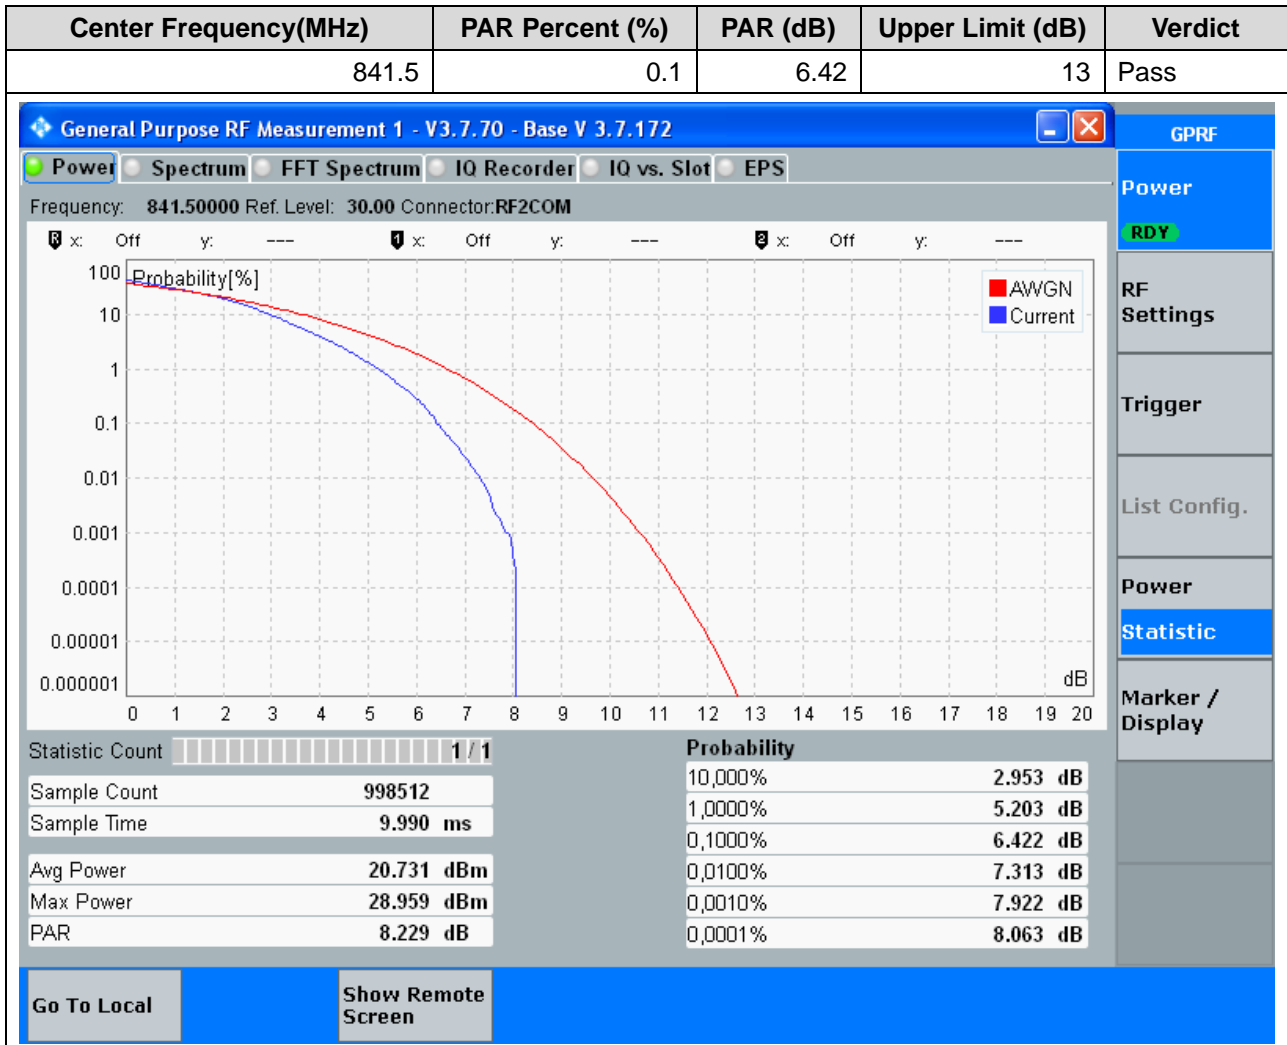 Center Frequency(MHz) PAR Percent (%) PAR (dB) Upper Limit (dB) Verdict
841.5 0.1 6.42 13 Pass
General Purpose RF Measurement 1 - V3.7.70 - Base V 3.7.172
GPRF
Power Spectrum FFT Spectrum IQ Recorder IQ vs. Slot EPS
Power
RDY
Frequency: 841.50000 Ref. Level: 30.00 Connector:RF2COM
R x: Off y: --- 1 x: Off y: --- 2 x: Off y: ---
Probability[%]
AWGN
Current
100
10
1
0.1
0.01
0.001
0.0001
0.00001
0.000001
dB
0 1 2 3 4 5 6 7 8 9 10 11 12 13 14 15 16 17 18 19 20
RF
Settings
Trigger
List Config.
Power
Statistic
Marker /
Display
Statistic Count 1 / 1
Sample Count 998512
Sample Time 9.990 ms
Avg Power 20.731 dBm
Max Power 28.959 dBm
PAR 8.229 dB
Probability
10,000% 2.953 dB
1,0000% 5.203 dB
0,1000% 6.422 dB
0,0100% 7.313 dB
0,0010% 7.922 dB
0,0001% 8.063 dB
Go To Local
Show Remote
Screen